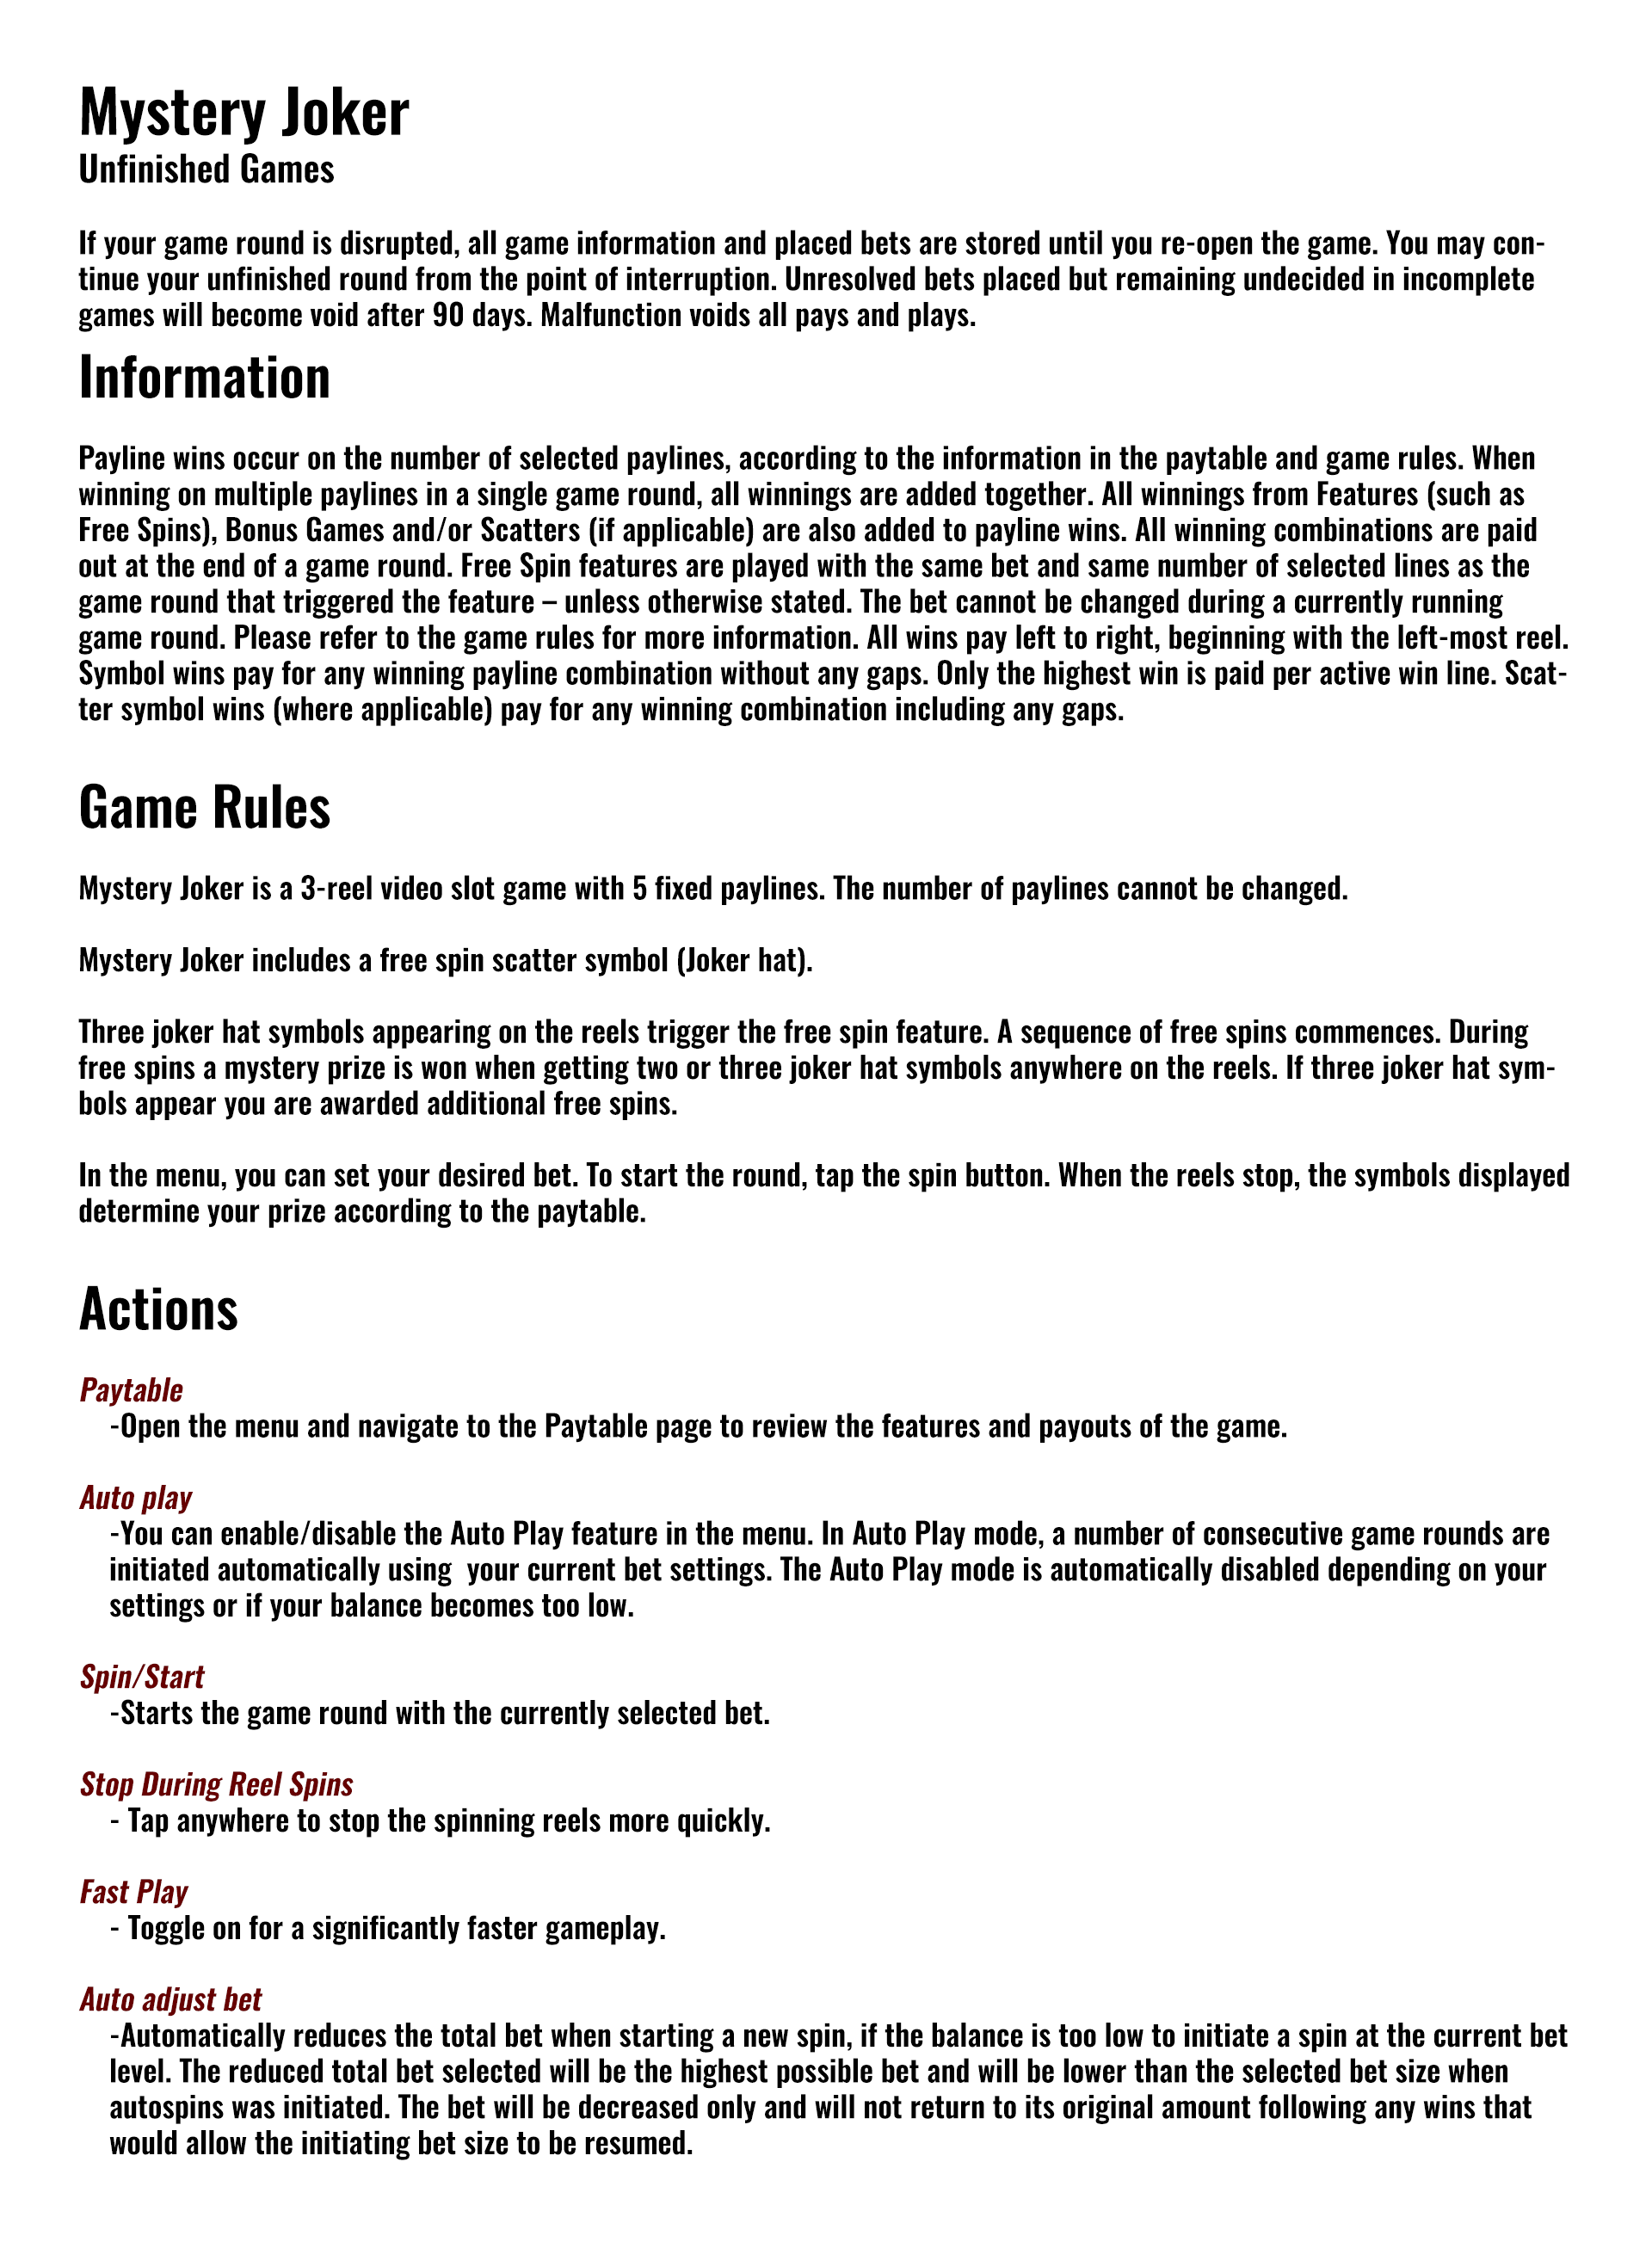 Mystery Joker
Unfinished Games
If your game round is disrupted, all game information and placed bets are stored until you re-open the game. You may con-
tinue your unfinished round from the point of interruption. Unresolved bets placed but remaining undecided in incomplete
games will become void after 90 days. Malfunction voids all pays and plays.
Information
Payline wins occur on the number of selected paylines, according to the information in the paytable and game rules. When
winning on multiple paylines in a single game round, all winnings are added together. All winnings from Features (such as
Free Spins), Bonus Games and/or Scatters (if applicable) are also added to payline wins. All winning combinations are paid
out at the end of a game round. Free Spin features are played with the same bet and same number of selected lines as the
game round that triggered the feature – unless otherwise stated. The bet cannot be changed during a currently running
game round. Please refer to the game rules for more information. All wins pay left to right, beginning with the left-most reel.
Symbol wins pay for any winning payline combination without any gaps. Only the highest win is paid per active win line. Scat-
ter symbol wins (where applicable) pay for any winning combination including any gaps.
Game Rules
Mystery Joker is a 3-reel video slot game with 5 fixed paylines. The number of paylines cannot be changed.
Mystery Joker includes a free spin scatter symbol (Joker hat).
Three joker hat symbols appearing on the reels trigger the free spin feature. A sequence of free spins commences. During
free spins a mystery prize is won when getting two or three joker hat symbols anywhere on the reels. If three joker hat sym-
bols appear you are awarded additional free spins.
In the menu, you can set your desired bet. To start the round, tap the spin button. When the reels stop, the symbols displayed
determine your prize according to the paytable.
Actions
Paytable
-Open the menu and navigate to the Paytable page to review the features and payouts of the game.
Auto play
-You can enable/disable the Auto Play feature in the menu. In Auto Play mode, a number of consecutive game rounds are
initiated automatically using  your current bet settings. The Auto Play mode is automatically disabled depending on your
settings or if your balance becomes too low.
Spin/Start
-Starts the game round with the currently selected bet.
Stop During Reel Spins
- Tap anywhere to stop the spinning reels more quickly.
Fast Play
- Toggle on for a significantly faster gameplay.
Auto adjust bet
-Automatically reduces the total bet when starting a new spin, if the balance is too low to initiate a spin at the current bet
level. The reduced total bet selected will be the highest possible bet and will be lower than the selected bet size when
autospins was initiated. The bet will be decreased only and will not return to its original amount following any wins that
would allow the initiating bet size to be resumed.